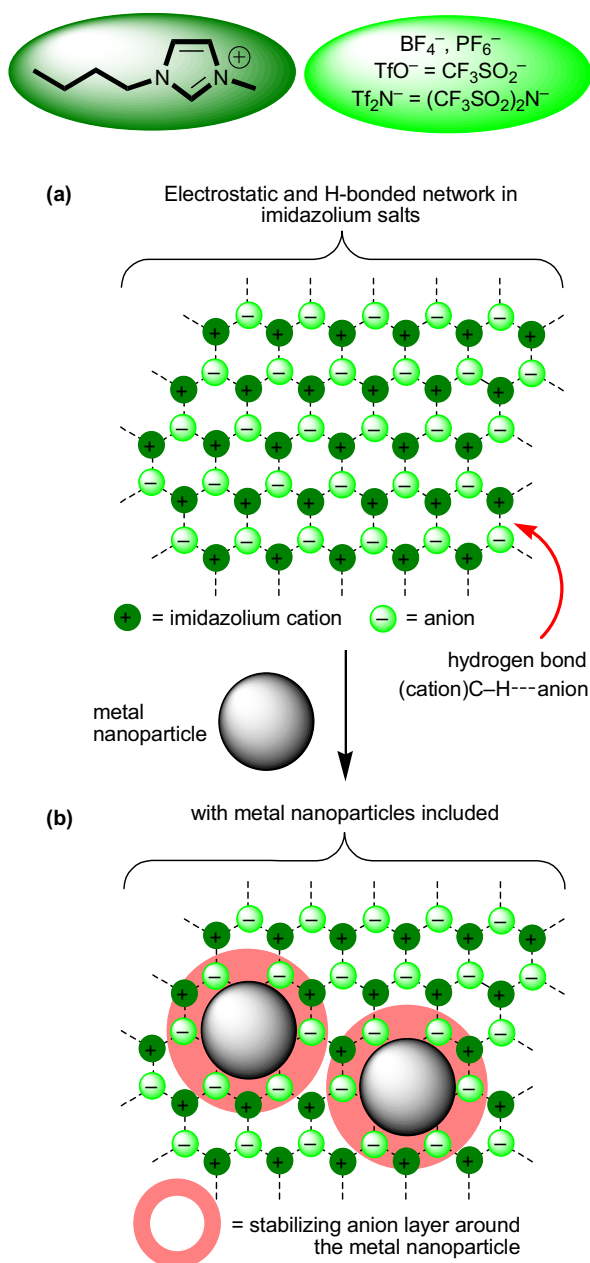 N
N
⊕
BF₄⁻, PF₆⁻
TfO⁻ = CF₃SO₂⁻
Tf₂N⁻ = (CF₃SO₂)₂N⁻
(a)
Electrostatic and H-bonded network in
imidazolium salts
+ = imidazolium cation
− = anion
hydrogen bond
(cation)C–H---anion
metal
nanoparticle
(b)
with metal nanoparticles included
= stabilizing anion layer around
the metal nanoparticle